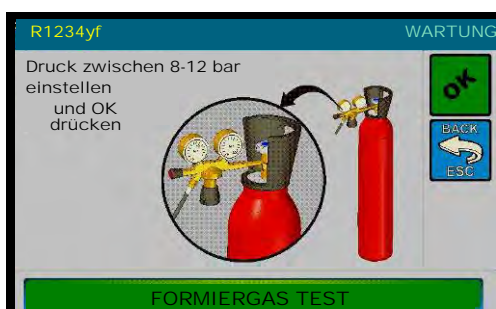 R1234yf WARTUNG
Druck zwischen 8-12 bar
einstellen
und OK
drücken
OK
BACK
ESC
FORMIERGAS TEST